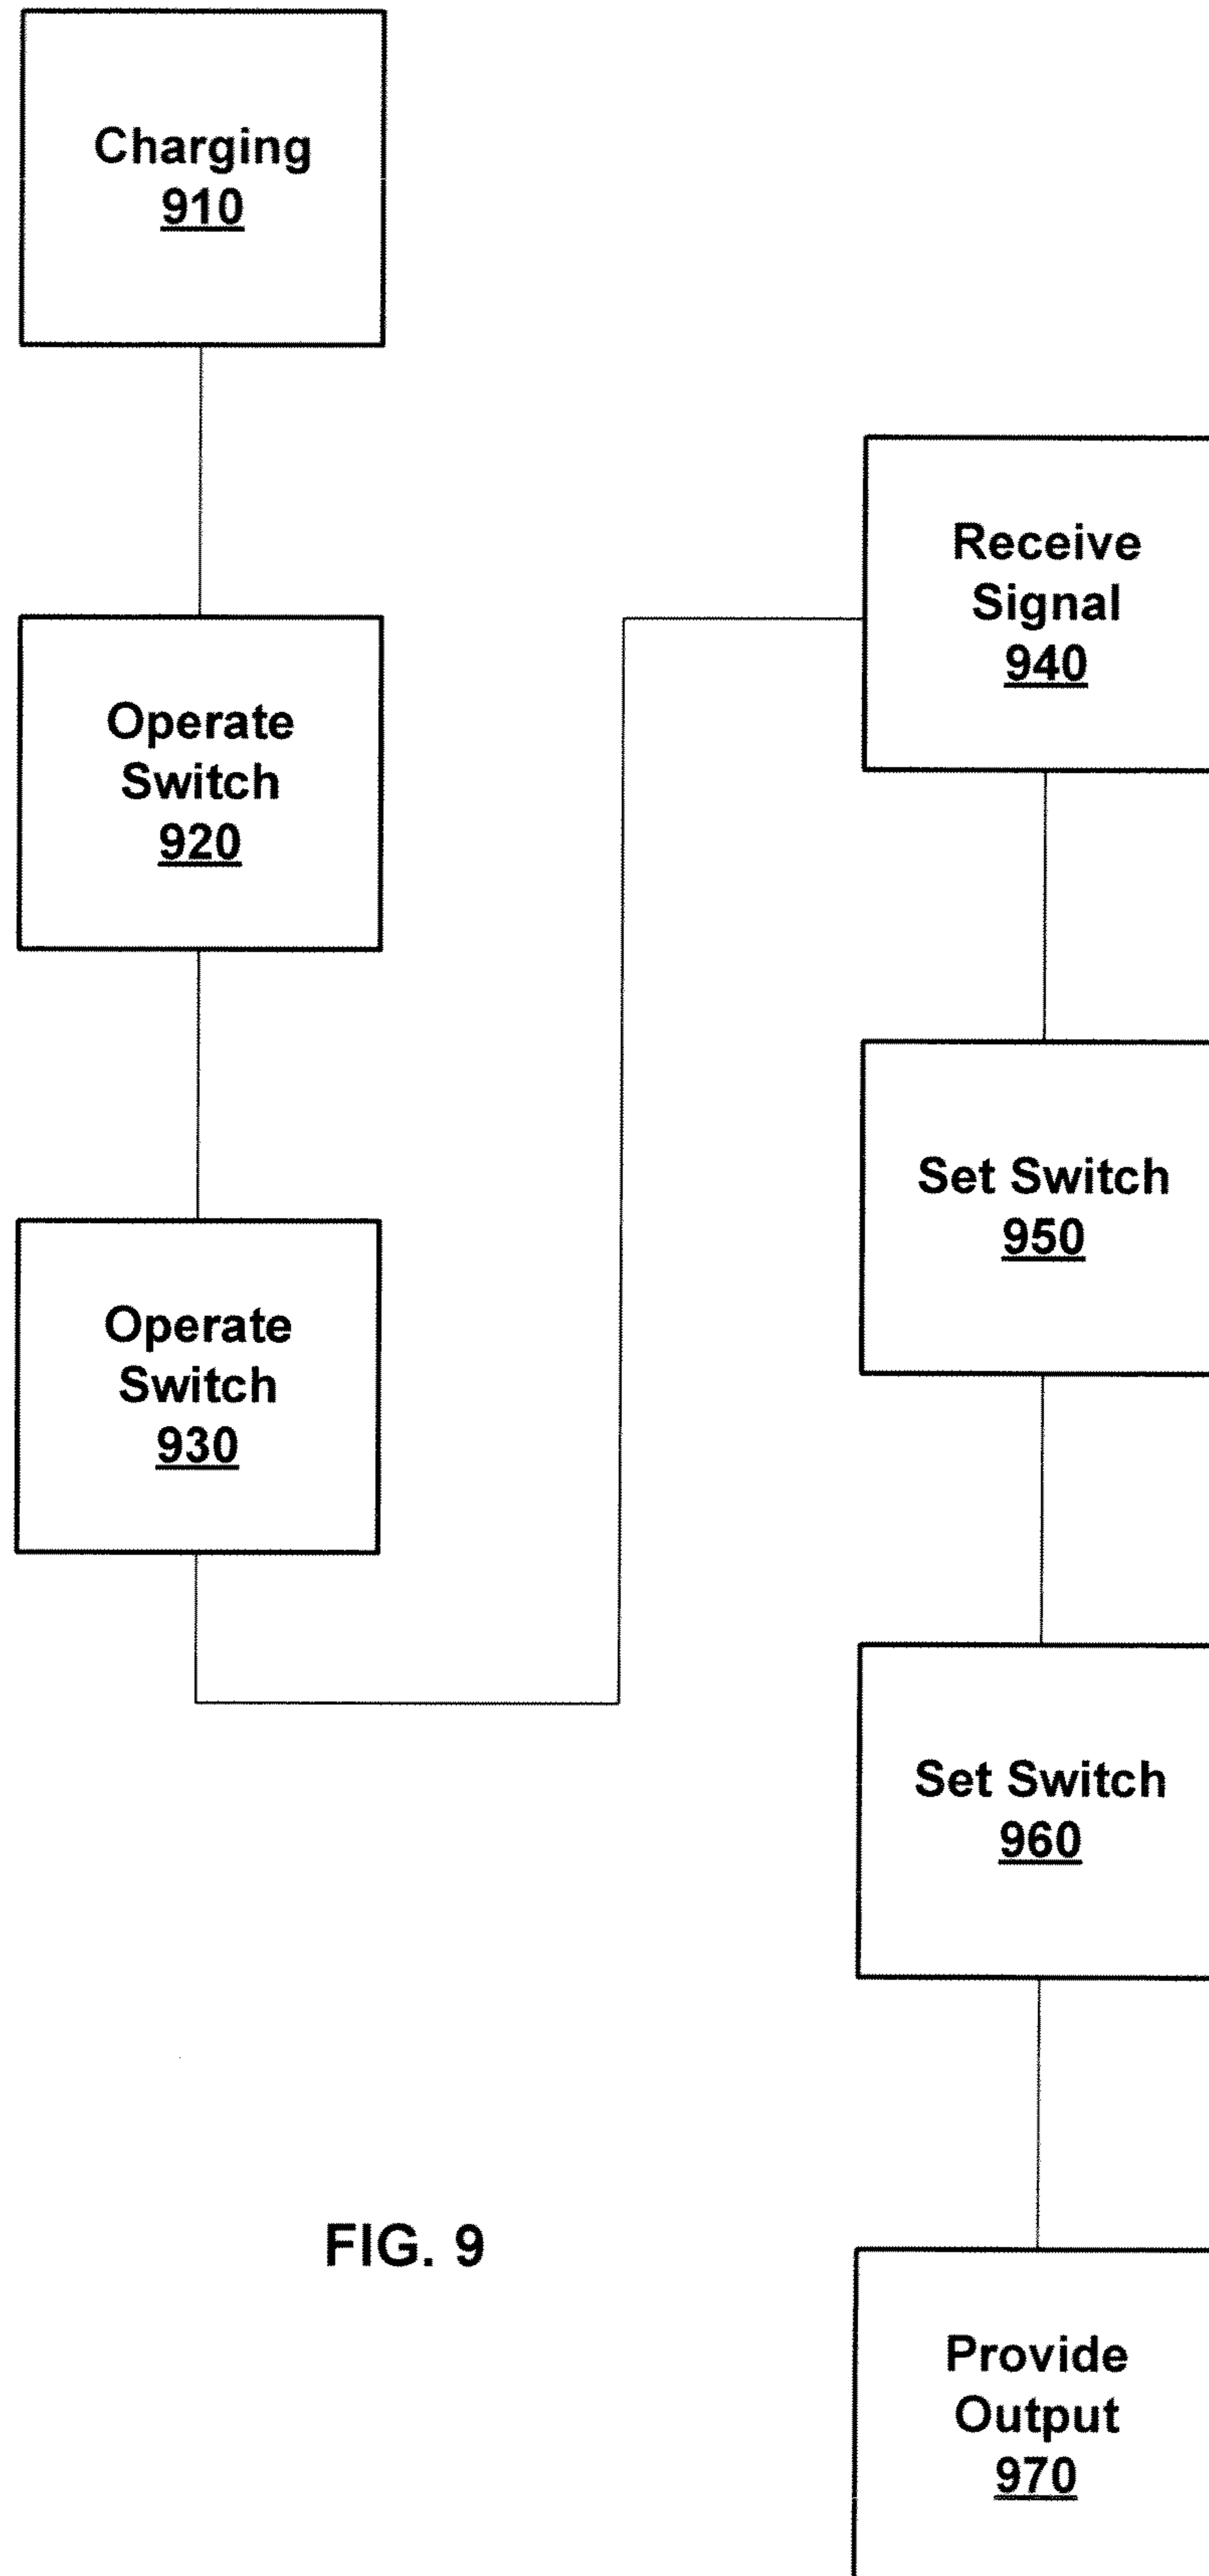 Charging
910
Operate
Switch
920
Operate
Switch
930
Receive
Signal
940
Set Switch
950
Set Switch
960
Provide
Output
970
FIG. 9